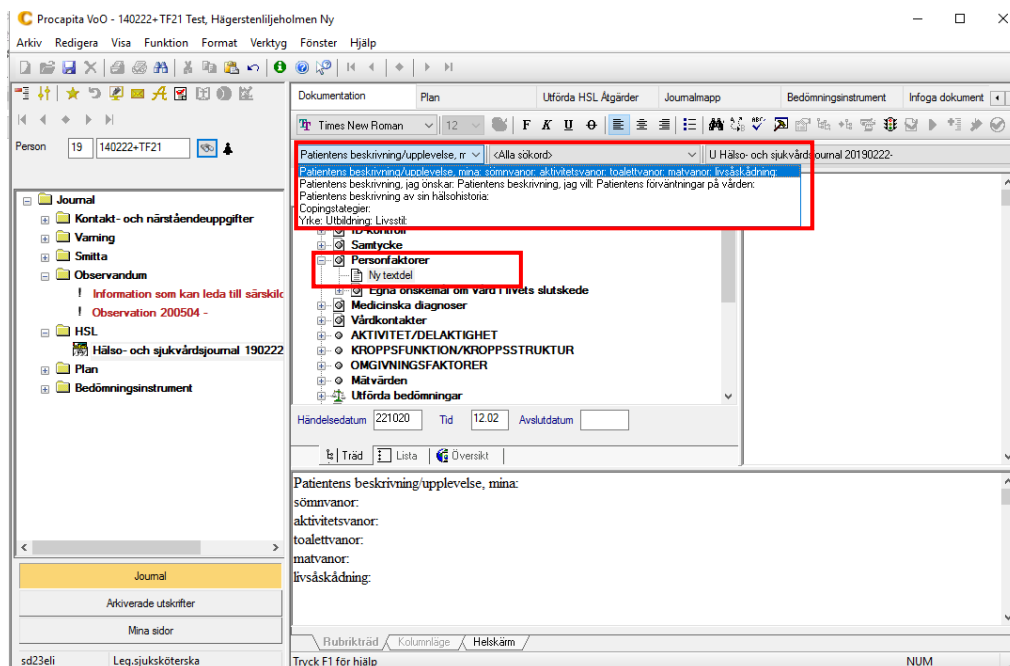 Procapita VoO - 140222+TF21 Test, Hägerstenliljeholmen Ny
Arkiv Redigera Visa Funktion Format Verktyg Fönster Hjälp
Dokumentation Plan Utförda HSL Åtgärder Journalmapp Bedömningsinstrument Infoga dokument
Times New Roman 12 F K U
Person 19 140222+TF21
Patientens beskrivning/upplevelse, m <Alla sökord> U Hälso- och sjukvårdsjournal 20190222-
Patientens beskrivning/upplevelse, mina: sömnvanor: aktivitetsvanor: toalettvanor: matvanor: livsåskådning:
Patientens beskrivning, jag önskar: Patientens beskrivning, jag vill: Patientens förväntningar på vården:
Patientens beskrivning av sin hälsohistoria:
Copingstategier:
Yrke: Utbildning: Livsstil:
Journal
Kontakt- och närståendeuppgifter
Varning
Smitta
Observandum
Information som kan leda till särskild
Observation 200504 -
HSL
Hälso- och sjukvårdsjournal 190222
Plan
Bedömningsinstrument
ID-kontroll
Samtycke
Personfaktorer
Ny textdel
Egna önskemål om vård i livets slutskede
Medicinska diagnoser
Vårdkontakter
AKTIVITET/DELAKTIGHET
KROPPSFUNKTION/KROPPSSTRUKTUR
OMGIVNINGSFAKTORER
Mätvärden
Utförda bedömningar
Händelsedatum 221020 Tid 12.02 Avslutdatum
Träd Lista Översikt
Patientens beskrivning/upplevelse, mina:
sömnvanor:
aktivitetsvanor:
toalettvanor:
matvanor:
livsåskådning:
Journal
Arkiverade utskrifter
Mina sidor
Rubrikträd Kolumnläge Helskärm
sd23eli Leg.sjuksköterska Tryck F1 för hjälp NUM